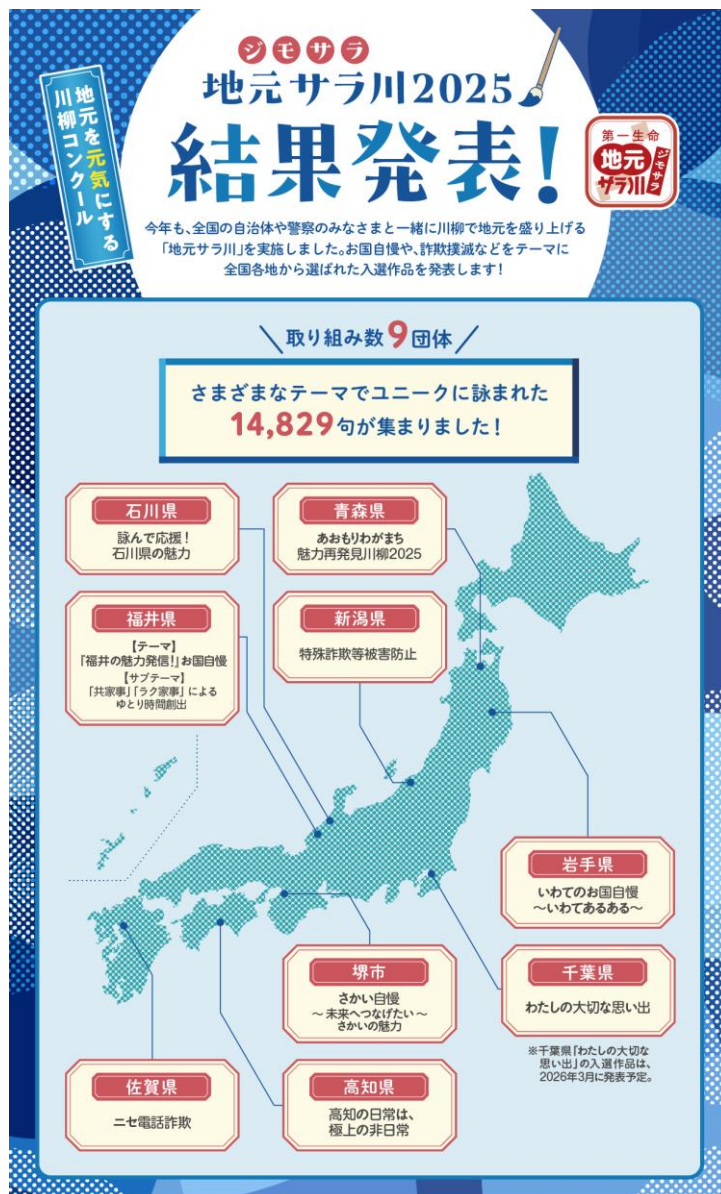 ジモサラ
地元サラ川2025
結果発表!
地元を元気にする
川柳コンクール
第一生命
地元
サラ川
ジモサラ
今年も、全国の自治体や警察のみなさまと一緒に川柳で地元を盛り上げる
「地元サラ川」を実施しました。お国自慢や、詐欺撲滅などをテーマに
全国各地から選ばれた入選作品を発表します!
取り組み数9団体
さまざまなテーマでユニークに詠まれた
14,829句が集まりました!
石川県
詠んで応援!
石川県の魅力
青森県
あおもりわがまち
魅力再発見川柳2025
福井県
【テーマ】
「福井の魅力発信!」お国自慢
【サブテーマ】
「共家事」「ラク家事」による
ゆとり時間創出
新潟県
特殊詐欺等被害防止
岩手県
いわてのお国自慢
～いわてあるある～
堺市
さかい自慢
～未来へつなげたい～
さかいの魅力
千葉県
わたしの大切な思い出
※千葉県「わたしの大切な
思い出」の入選作品は、
2026年3月に発表予定。
佐賀県
ニセ電話詐欺
高知県
高知の日常は、
極上の非日常